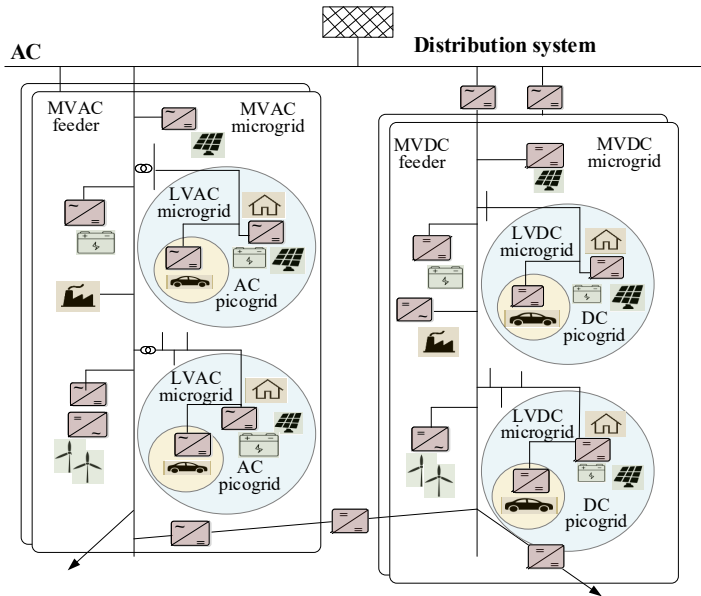 AC
Distribution system
MVAC
feeder
MVAC
microgrid
LVAC
microgrid
AC
picogrid
LVAC
microgrid
AC
picogrid
MVDC
feeder
MVDC
microgrid
LVDC
microgrid
DC
picogrid
LVDC
microgrid
DC
picogrid